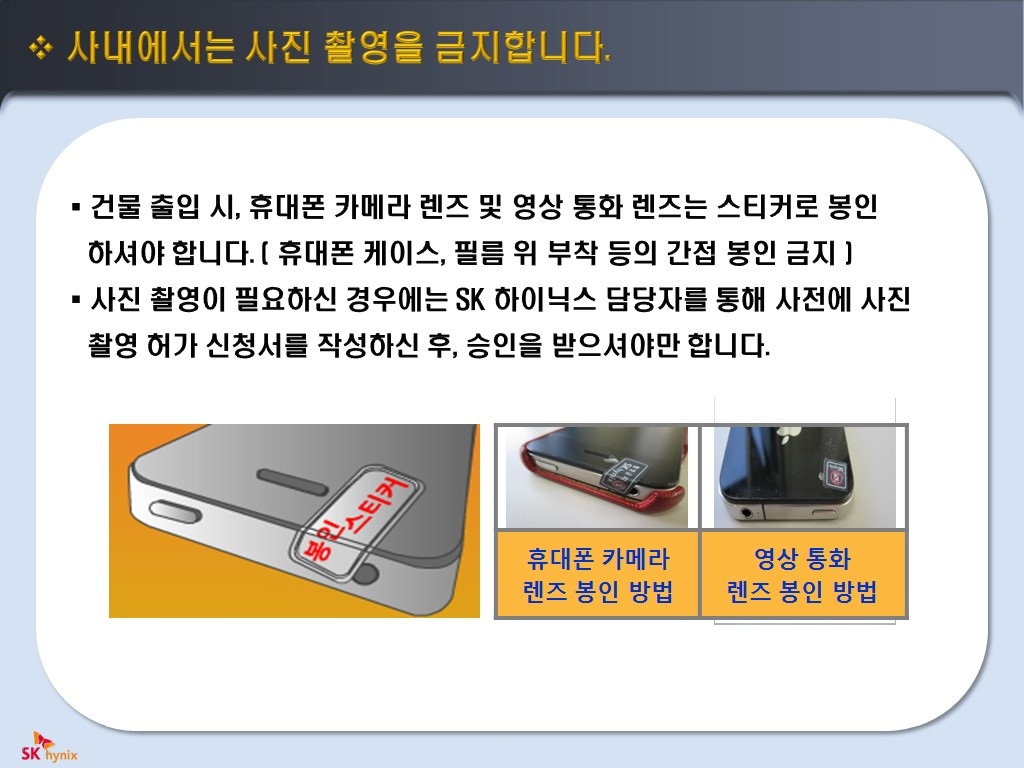 ❖ 사내에서는 사진 촬영을 금지합니다.
▪ 건물 출입 시, 휴대폰 카메라 렌즈 및 영상 통화 렌즈는 스티커로 봉인
하셔야 합니다. ( 휴대폰 케이스, 필름 위 부착 등의 간접 봉인 금지 )
▪ 사진 촬영이 필요하신 경우에는 SK 하이닉스 담당자를 통해 사전에 사진
촬영 허가 신청서를 작성하신 후, 승인을 받으셔야만 합니다.
봉인스티커
휴대폰 카메라
렌즈 봉인 방법
영상 통화
렌즈 봉인 방법
SK hynix